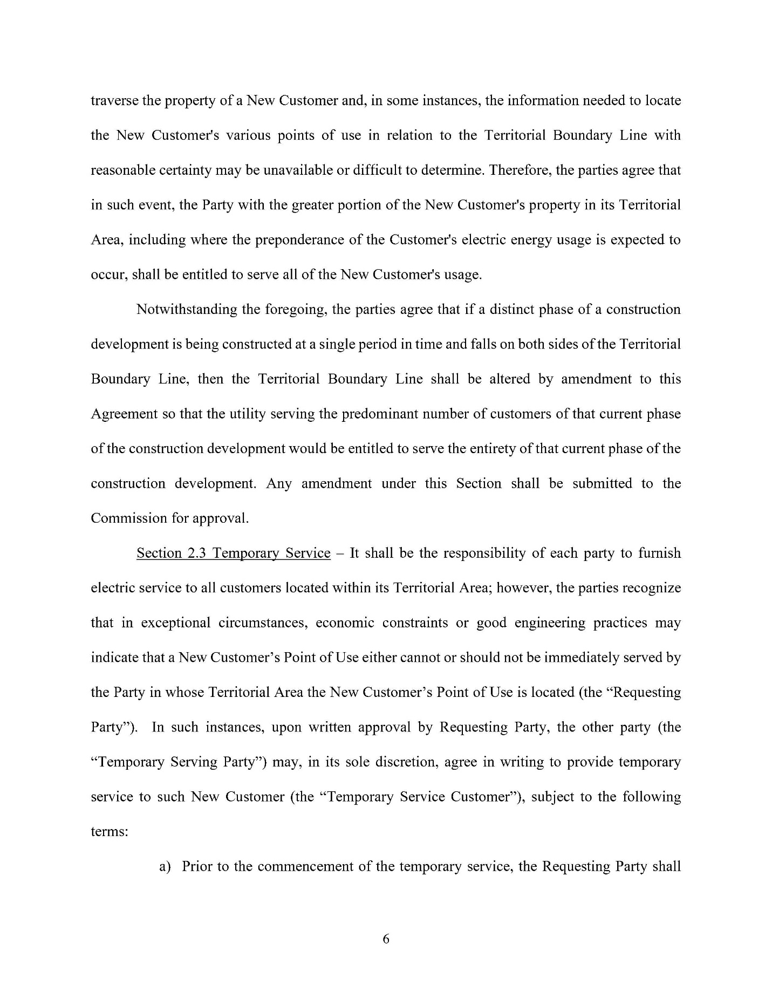 traverse the property of a New Customer and, in some instances, the information needed to locate
the New Customer's various points of use in relation to the Territorial Boundary Line with
reasonable certainty may be unavailable or difficult to determine. Therefore, the parties agree that
in such event, the Party with the greater portion of the New Customer's property in its Territorial
Area, including where the preponderance of the Customer's electric energy usage is expected to
occur, shall be entitled to serve all of the New Customer's usage.
Notwithstanding the foregoing, the parties agree that if a distinct phase of a construction
development is being constructed at a single period in time and falls on both sides of the Territorial
Boundary Line, then the Territorial Boundary Line shall be altered by amendment to this
Agreement so that the utility serving the predominant number of customers of that current phase
of the construction development would be entitled to serve the entirety of that current phase of the
construction development. Any amendment under this Section shall be submitted to the
Commission for approval.
Section 2.3 Temporary Service – It shall be the responsibility of each party to furnish
electric service to all customers located within its Territorial Area; however, the parties recognize
that in exceptional circumstances, economic constraints or good engineering practices may
indicate that a New Customer’s Point of Use either cannot or should not be immediately served by
the Party in whose Territorial Area the New Customer’s Point of Use is located (the “Requesting
Party”). In such instances, upon written approval by Requesting Party, the other party (the
“Temporary Serving Party”) may, in its sole discretion, agree in writing to provide temporary
service to such New Customer (the “Temporary Service Customer”), subject to the following
terms:
a) Prior to the commencement of the temporary service, the Requesting Party shall
6